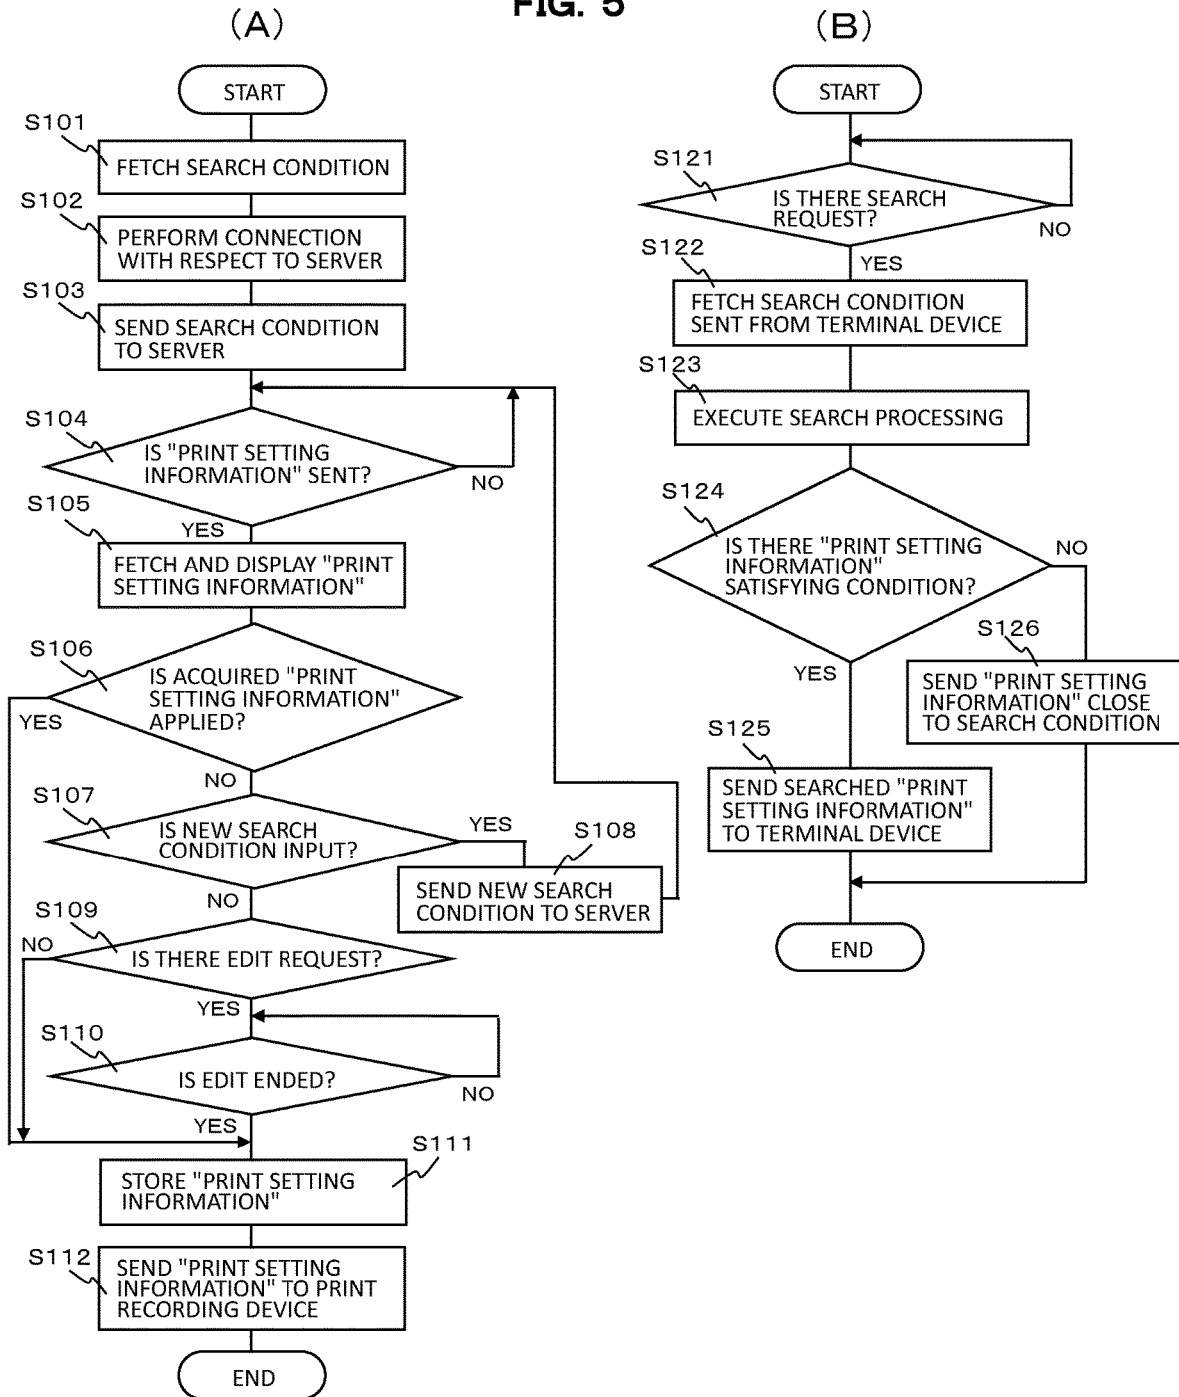 FIG. 5
(A)
START
S101
FETCH SEARCH CONDITION
S102
PERFORM CONNECTION
WITH RESPECT TO SERVER
S103
SEND SEARCH CONDITION
TO SERVER
S104
IS "PRINT SETTING
INFORMATION" SENT?
NO
YES
S105
FETCH AND DISPLAY "PRINT
SETTING INFORMATION"
S106
IS ACQUIRED "PRINT
SETTING INFORMATION"
APPLIED?
YES
NO
S107
IS NEW SEARCH
CONDITION INPUT?
YES
S108
SEND NEW SEARCH
CONDITION TO SERVER
NO
S109
NO
IS THERE EDIT REQUEST?
YES
S110
IS EDIT ENDED?
NO
YES
S111
STORE "PRINT SETTING
INFORMATION"
S112
SEND "PRINT SETTING
INFORMATION" TO PRINT
RECORDING DEVICE
END
(B)
START
S121
IS THERE SEARCH
REQUEST?
NO
YES
S122
FETCH SEARCH CONDITION
SENT FROM TERMINAL DEVICE
S123
EXECUTE SEARCH PROCESSING
S124
IS THERE "PRINT SETTING
INFORMATION"
SATISFYING CONDITION?
NO
YES
S126
SEND "PRINT SETTING
INFORMATION" CLOSE
TO SEARCH CONDITION
S125
SEND SEARCHED "PRINT
SETTING INFORMATION"
TO TERMINAL DEVICE
END